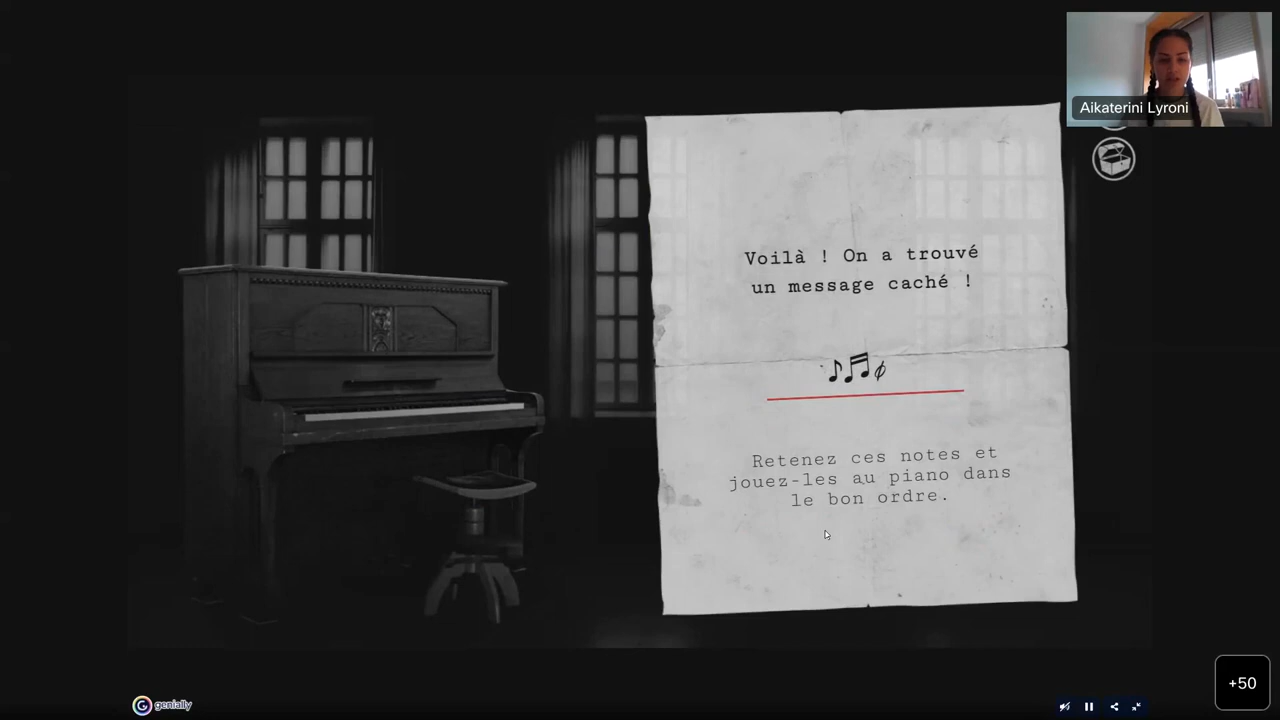 Aikaterini Lyroni
Voilà ! On a trouvé
un message caché !
Retenez ces notes et
jouez-les au piano dans
le bon ordre.
genially
+50